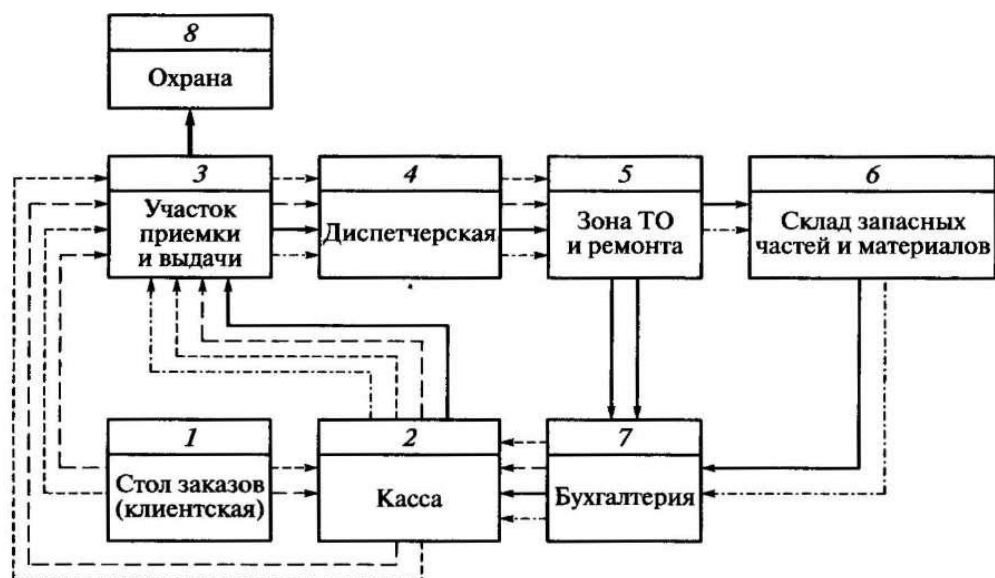 8
Охрана
3
Участок
приемки
и выдачи
4
Диспетчерская
5
Зона ТО
и ремонта
6
Склад запасных
частей и материалов
1
Стол заказов
(клиентская)
2
Касса
7
Бухгалтерия